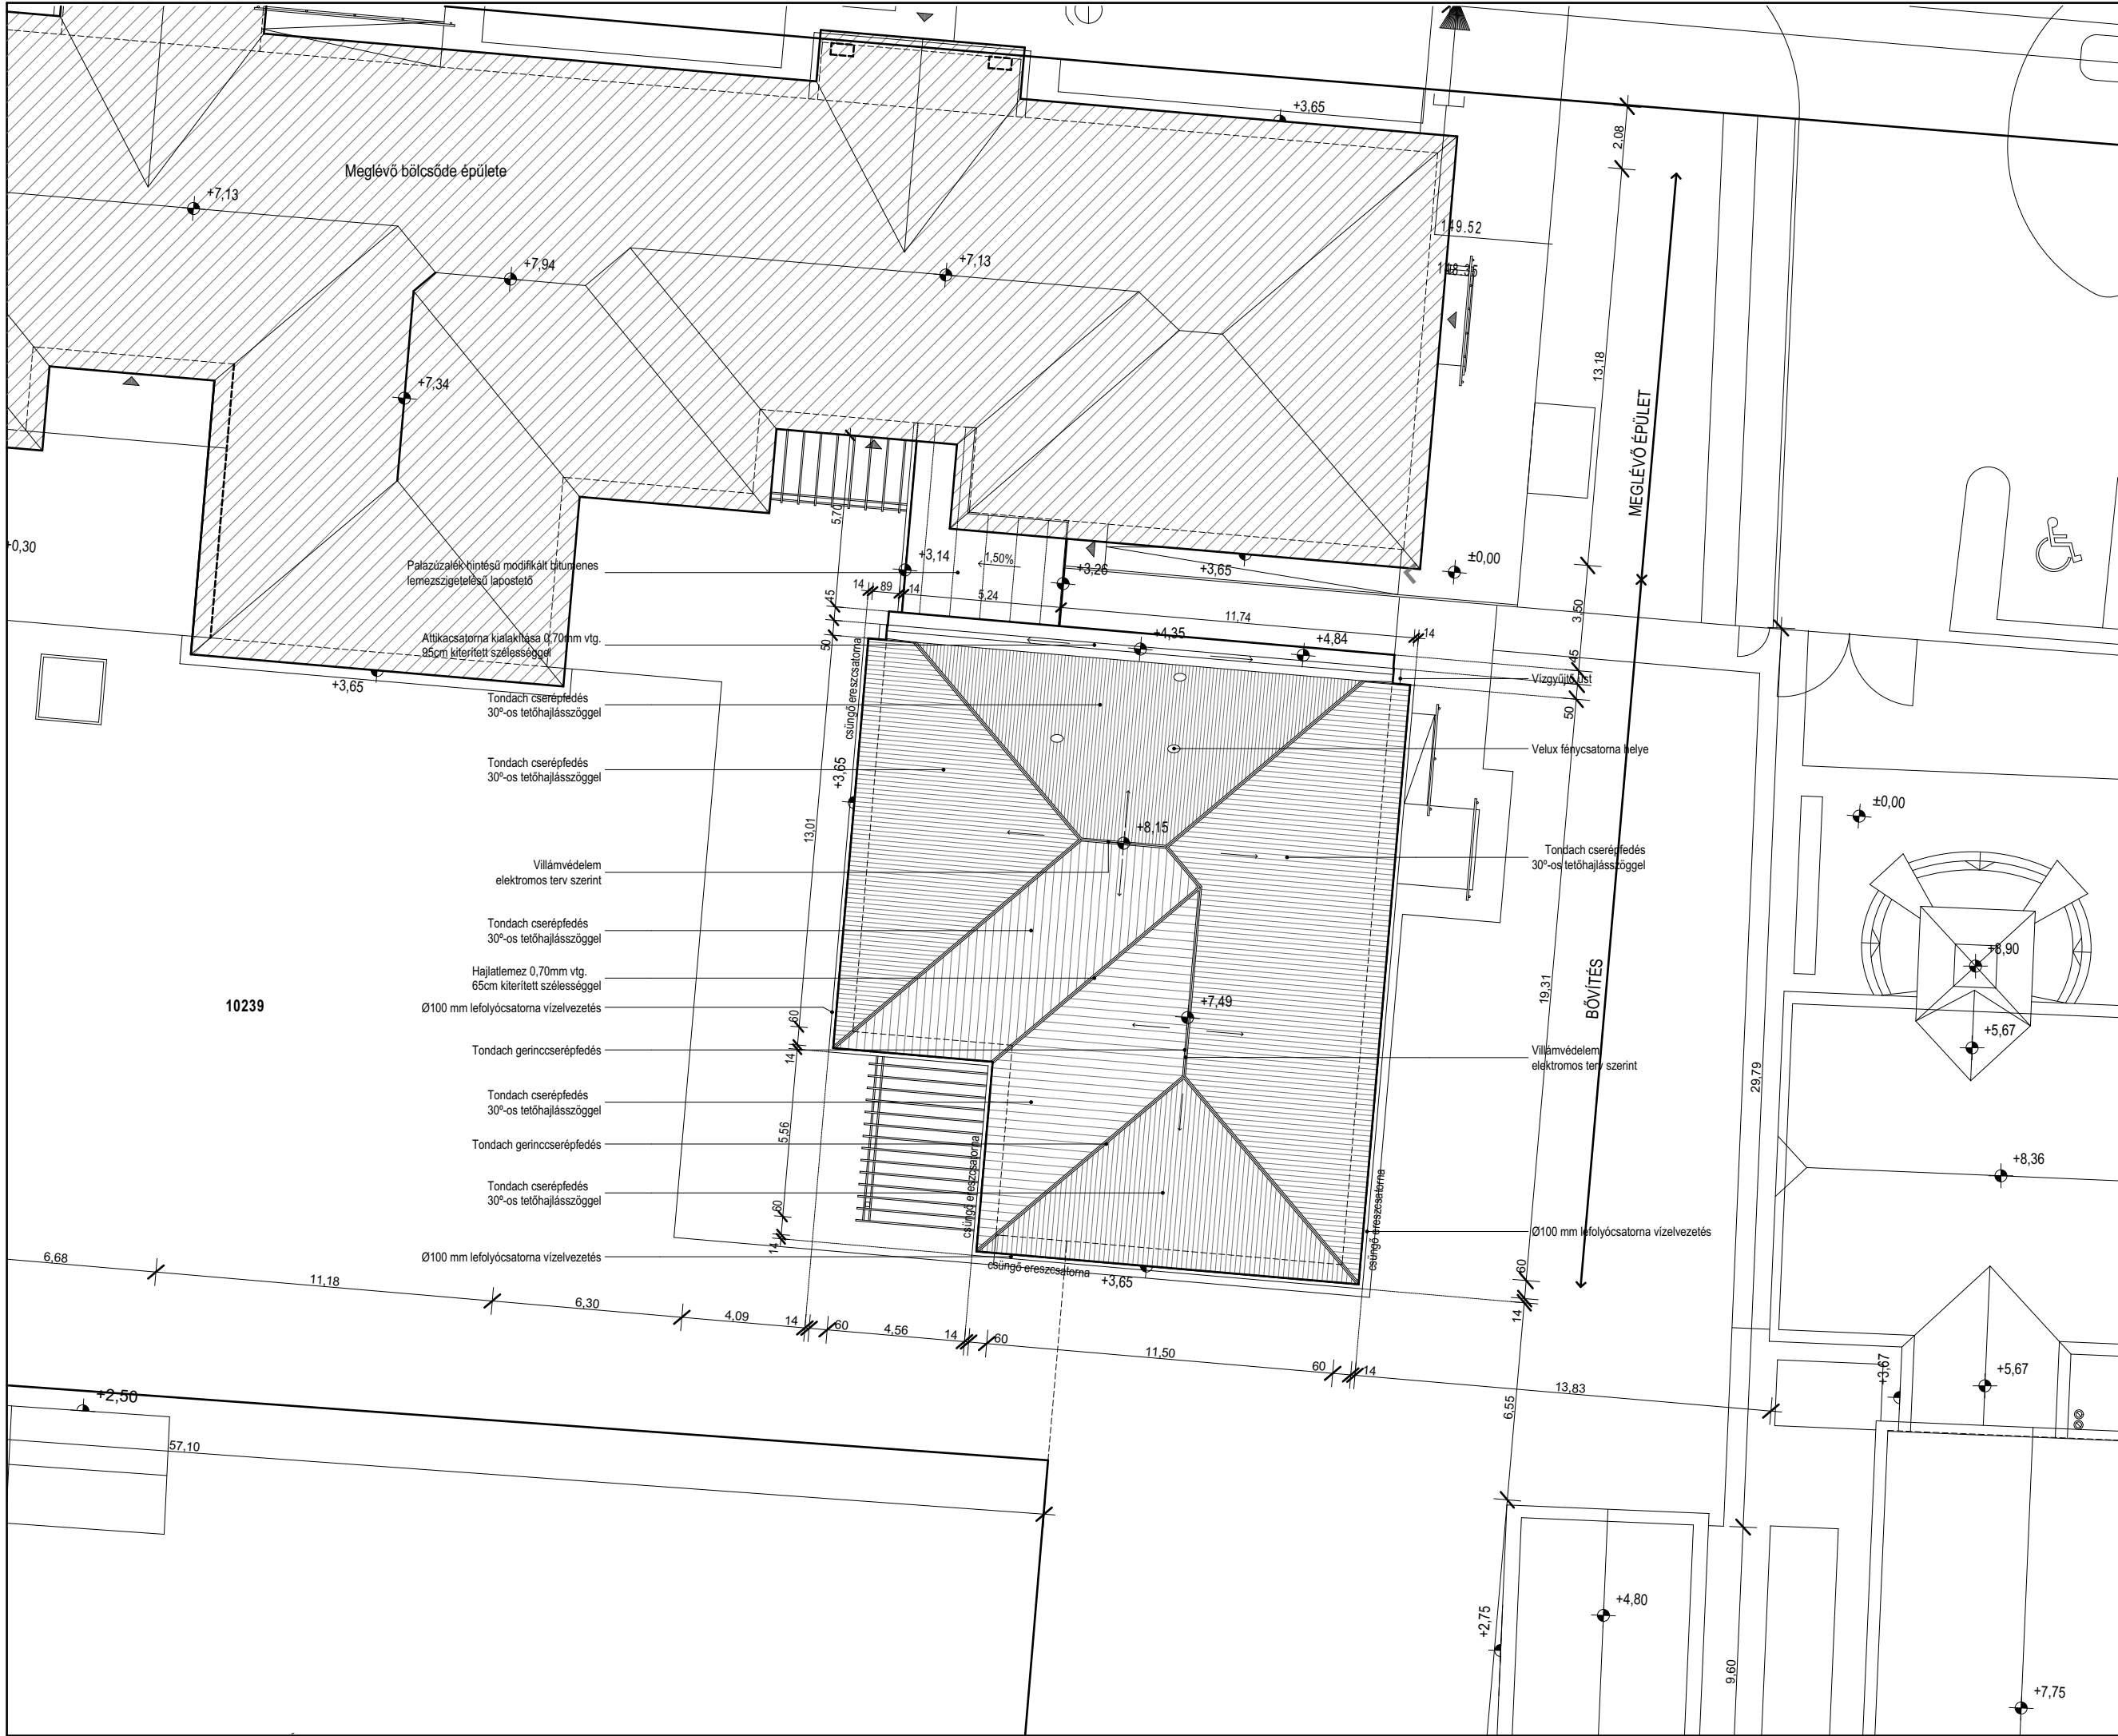 +3,65
2,08
Meglévő bölcsőde épülete
+7,13
149.52
+7,94
+7,13
13,18
+7,34
MEGLÉVŐ ÉPÜLET
5,70
+0,30
Palazúzalék hintésű modifikált bitumenes
lemezszigetelésű lapostető
+3,14
1,50%
+3,26
+3,65
±0,00
14
89
14
5,24
11,74
14
45
50
3,50
45
50
Attikacsatorna kialakítása 0,70mm vtg.
95cm kiterített szélességgel
+4,35
+4,84
Vízgyűjtő üst
+3,65
csüngő ereszcsatorna
Tondach cserépfedés
30º-os tetőhajlásszöggel
Velux fénycsatorna helye
Tondach cserépfedés
30º-os tetőhajlásszöggel
+3,65
±0,00
13,01
+8,15
Tondach cserépfedés
30º-os tetőhajlásszöggel
Villámvédelem
elektromos terv szerint
Tondach cserépfedés
30º-os tetőhajlásszöggel
+8,90
Hajlatlemez 0,70mm vtg.
65cm kiterített szélességgel
19,31
BŐVÍTÉS
10239
Ø100 mm lefolyócsatorna vízelvezetés
+7,49
60
14
+5,67
Tondach gerinccserépfedés
Villámvédelem
elektromos terv szerint
29,79
Tondach cserépfedés
30º-os tetőhajlásszöggel
5,56
Tondach gerinccserépfedés
csüngő ereszcsatorna
+8,36
Tondach cserépfedés
30º-os tetőhajlásszöggel
60
14
csüngő ereszcsatorna
Ø100 mm lefolyócsatorna vízelvezetés
Ø100 mm lefolyócsatorna vízelvezetés
csüngő ereszcsatorna
+3,65
60
14
6,68
11,18
6,30
4,09
14
60
4,56
14
60
11,50
60
14
13,83
+3,67
+5,67
+2,50
6,55
57,10
+2,75
+4,80
9,60
+7,75